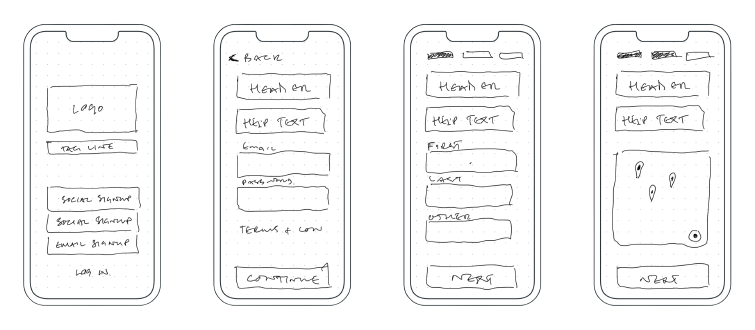 LOGO
TAG LINE
SOCIAL SIGNUP
SOCIAL SIGNUP
EMAIL SIGNUP
LOG IN
BACK
HEADER
HELP TEXT
EMAIL
PASSWORD
TERMS + CON
CONTINUE
HEADER
HELP TEXT
FIRST
LAST
OTHER
NEXT
HEADER
HELP TEXT
NEXT